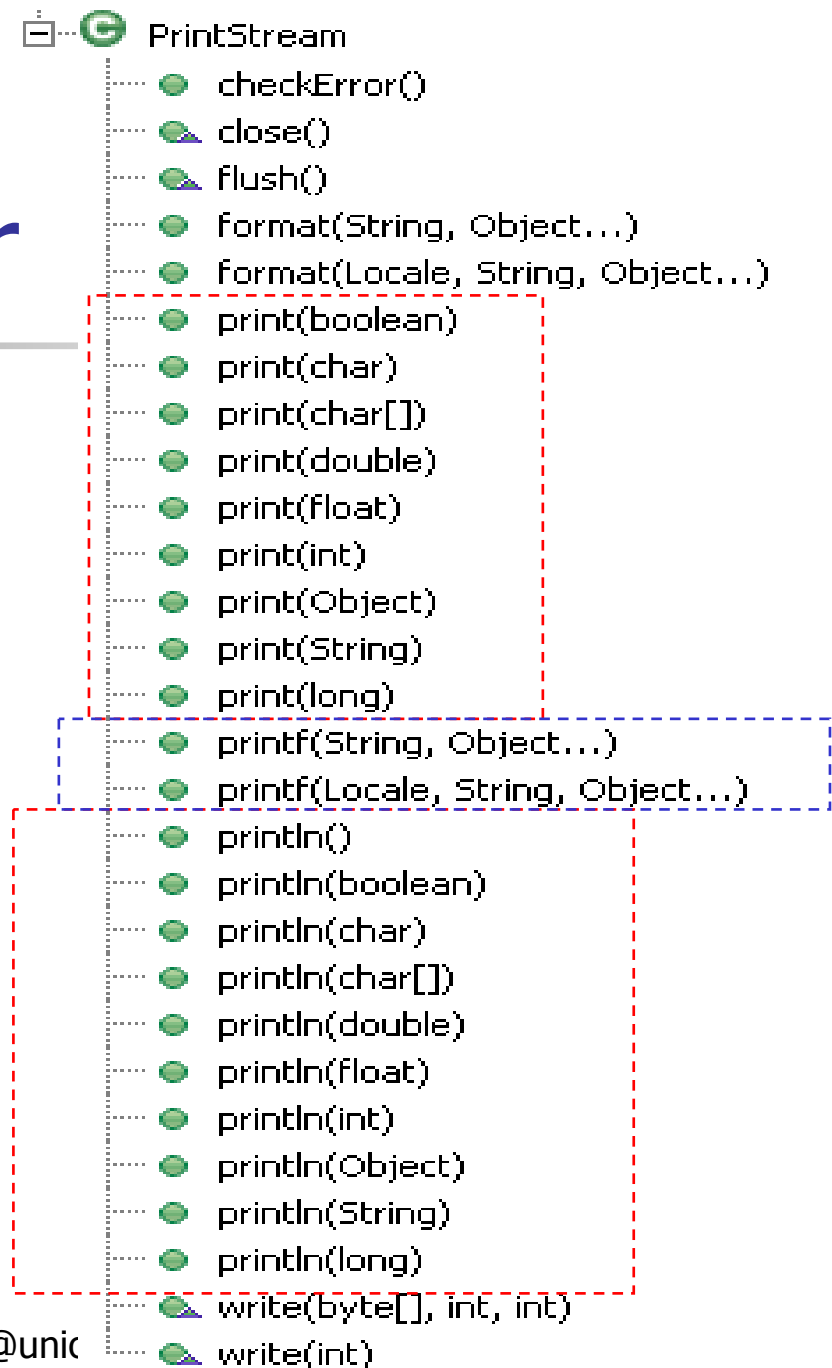 PrintStream
checkError()
close()
flush()
r
format(String, Object...)
format(Locale, String, Object...)
print(boolean)
print(char)
print(char[])
print(double)
print(float)
print(int)
print(Object)
print(String)
print(long)
printf(String, Object...)
printf(Locale, String, Object...)
println()
println(boolean)
println(char)
println(char[])
println(double)
println(float)
println(int)
println(Object)
println(String)
println(long)
write(byte[], int, int)
@unic
write(int)